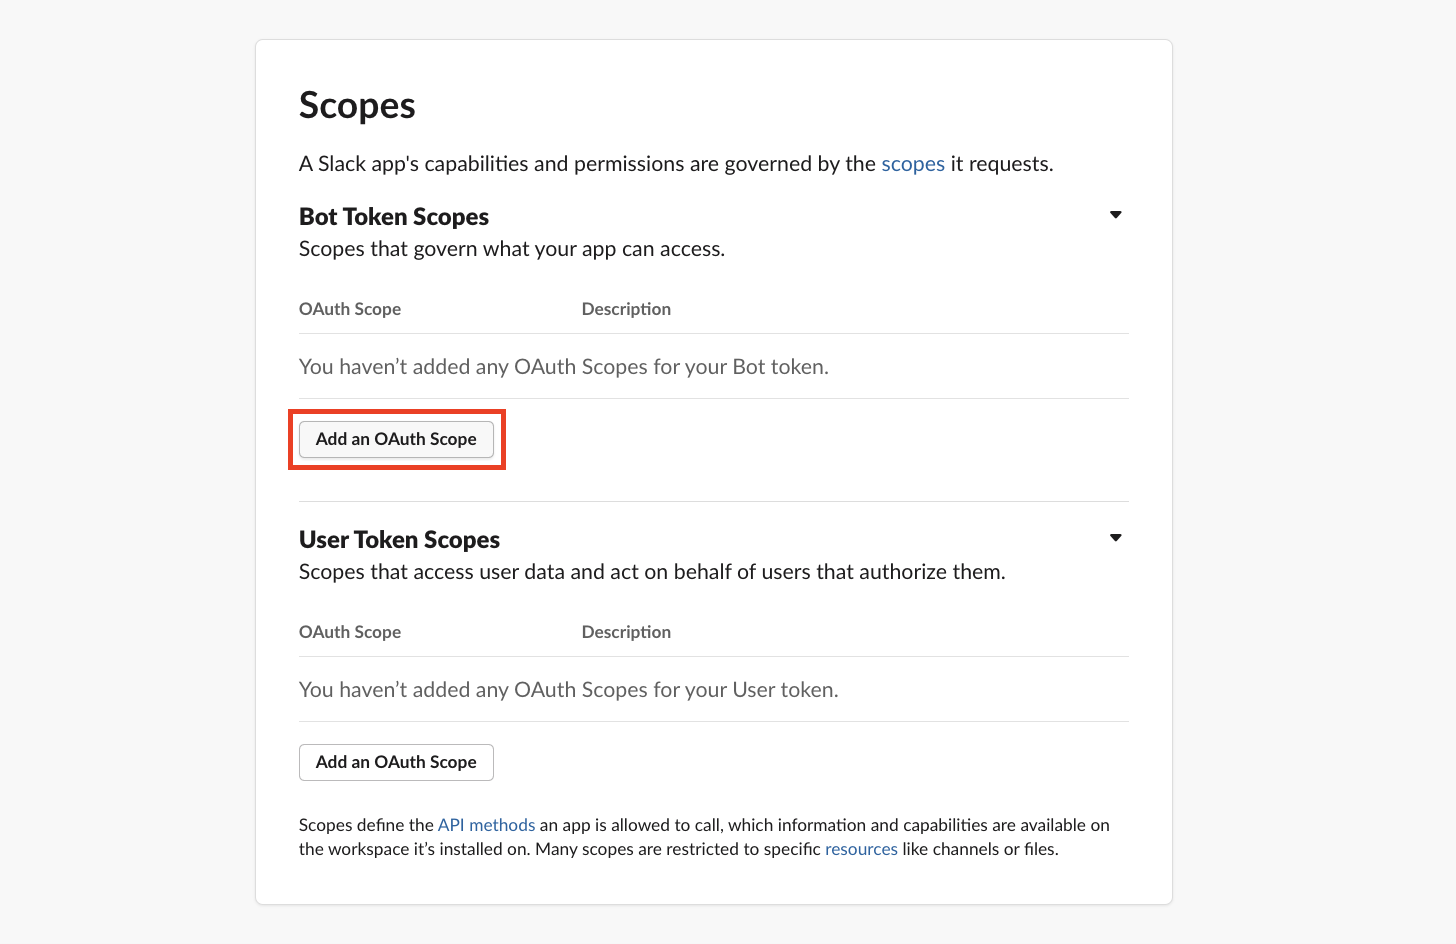 Scopes
A Slack app's capabilities and permissions are governed by the scopes it requests.
Bot Token Scopes
Scopes that govern what your app can access.
OAuth Scope Description
You haven’t added any OAuth Scopes for your Bot token.
Add an OAuth Scope
User Token Scopes
Scopes that access user data and act on behalf of users that authorize them.
OAuth Scope Description
You haven’t added any OAuth Scopes for your User token.
Add an OAuth Scope
Scopes define the API methods an app is allowed to call, which information and capabilities are available on
the workspace it’s installed on. Many scopes are restricted to specific resources like channels or files.